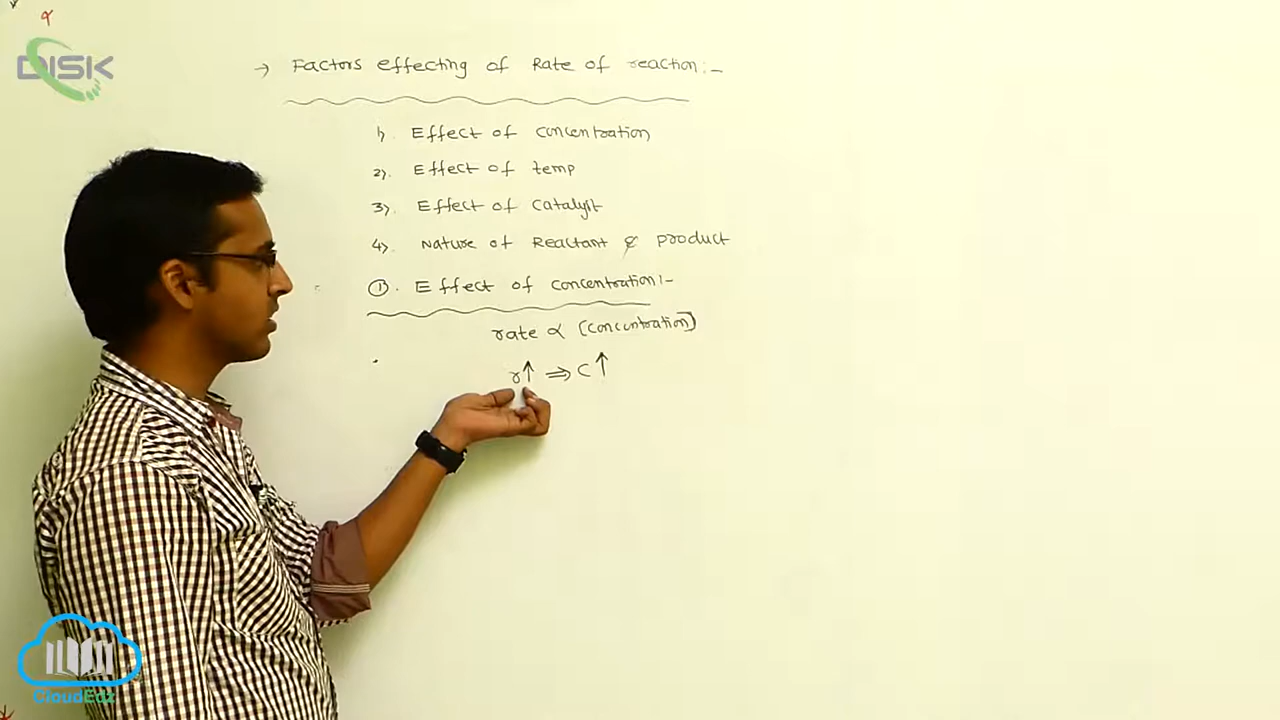 DISK
→ Factors effecting of Rate of reaction:-
1). Effect of concentration
2). Effect of temp
3). Effect of catalyst
4). Nature of Reactant & product
①. Effect of concentration:-
rate ∝ [concentration]
r↑ ⇒ C↑
CloudEdz